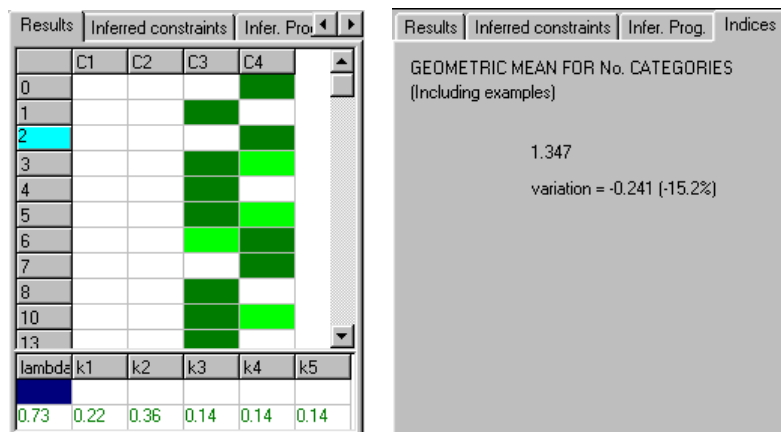 Results Inferred constraints Infer. Pro
C1 C2 C3 C4
0
1
2
3
4
5
6
7
8
10
13
lambda k1 k2 k3 k4 k5
0.73 0.22 0.36 0.14 0.14 0.14
Results Inferred constraints Infer. Prog. Indices
GEOMETRIC MEAN FOR No. CATEGORIES
(Including examples)
1.347
variation = -0.241 (-15.2%)